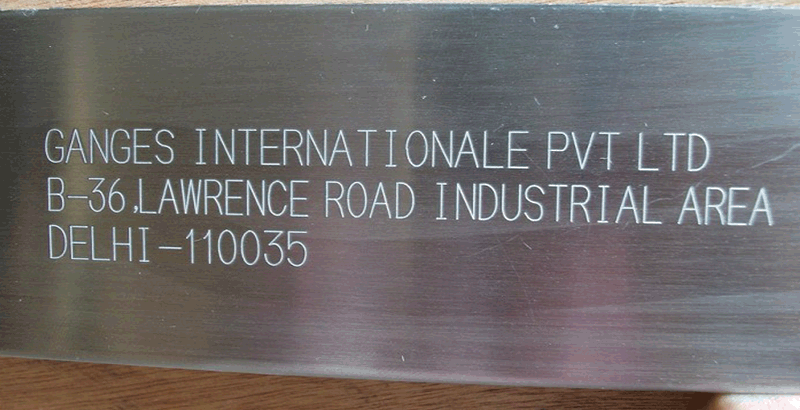 GANGES INTERNATIONALE PVT LTD
B-36,LAWRENCE ROAD INDUSTRIAL AREA
DELHI-110035